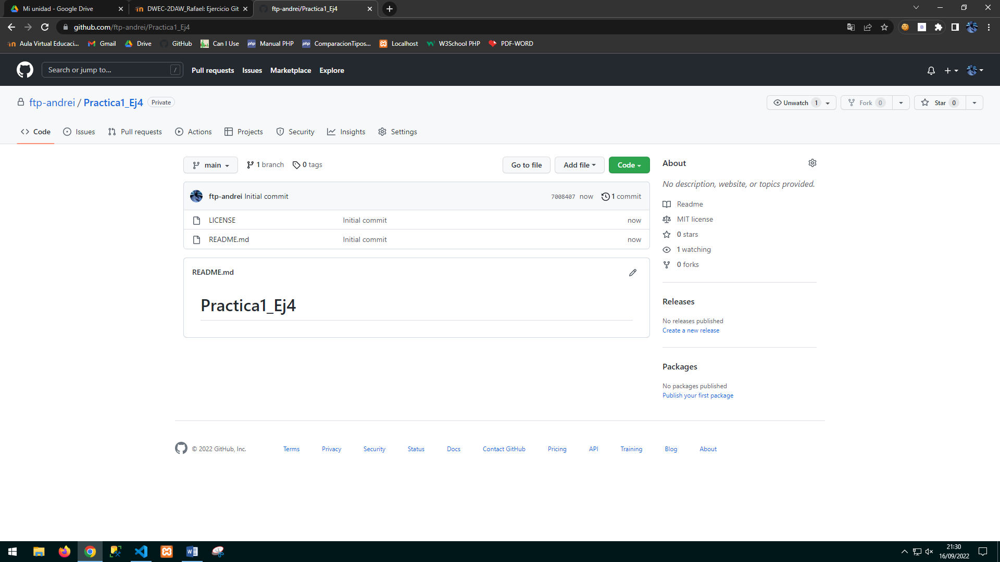 Mi unidad - Google Drive
DWEC-2DAW_Rafael: Ejercicio Git
ftp-andrei/Practica1_Ej4
github.com/ftp-andrei/Practica1_Ej4
Aula Virtual Educaci...
Gmail
Drive
GitHub
Can I Use
php Manual PHP
php ComparacionTipos...
Localhost
W3School PHP
PDF-WORD
Search or jump to... /
Pull requests
Issues
Marketplace
Explore
ftp-andrei / Practica1_Ej4 Private
Unwatch 1
Fork 0
Star 0
Code
Issues
Pull requests
Actions
Projects
Security
Insights
Settings
main
1 branch
0 tags
Go to file
Add file
Code
ftp-andrei Initial commit
7008407 now
1 commit
LICENSE Initial commit now
README.md Initial commit now
README.md
Practica1_Ej4
About
No description, website, or topics provided.
Readme
MIT license
0 stars
1 watching
0 forks
Releases
No releases published
Create a new release
Packages
No packages published
Publish your first package
© 2022 GitHub, Inc.
Terms
Privacy
Security
Status
Docs
Contact GitHub
Pricing
API
Training
Blog
About
21:30
16/09/2022